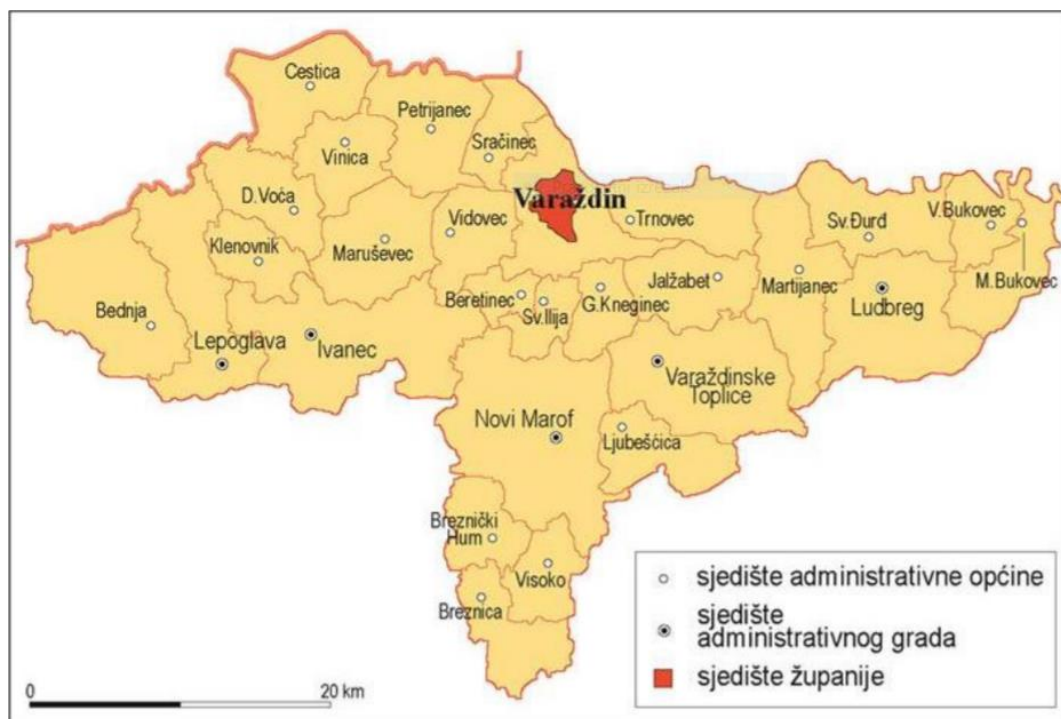 Cestica
Petrijanec
Sračinec
Vinica
Varaždin
D.Voća
Vidovec
Trnovec
V.Bukovec
Sv.Đurđ
Klenovnik
Maruševec
Jalžabet
Martijanec
M.Bukovec
Beretinec
Sv.Ilija
G.Kneginec
Ludbreg
Bednja
Lepoglava
Ivanec
Varaždinske
Toplice
Novi Marof
Ljubešćica
Breznički
Hum
Visoko
Breznica
sjedište administrativne općine
sjedište
administrativnog grada
sjedište županije
0
20 km